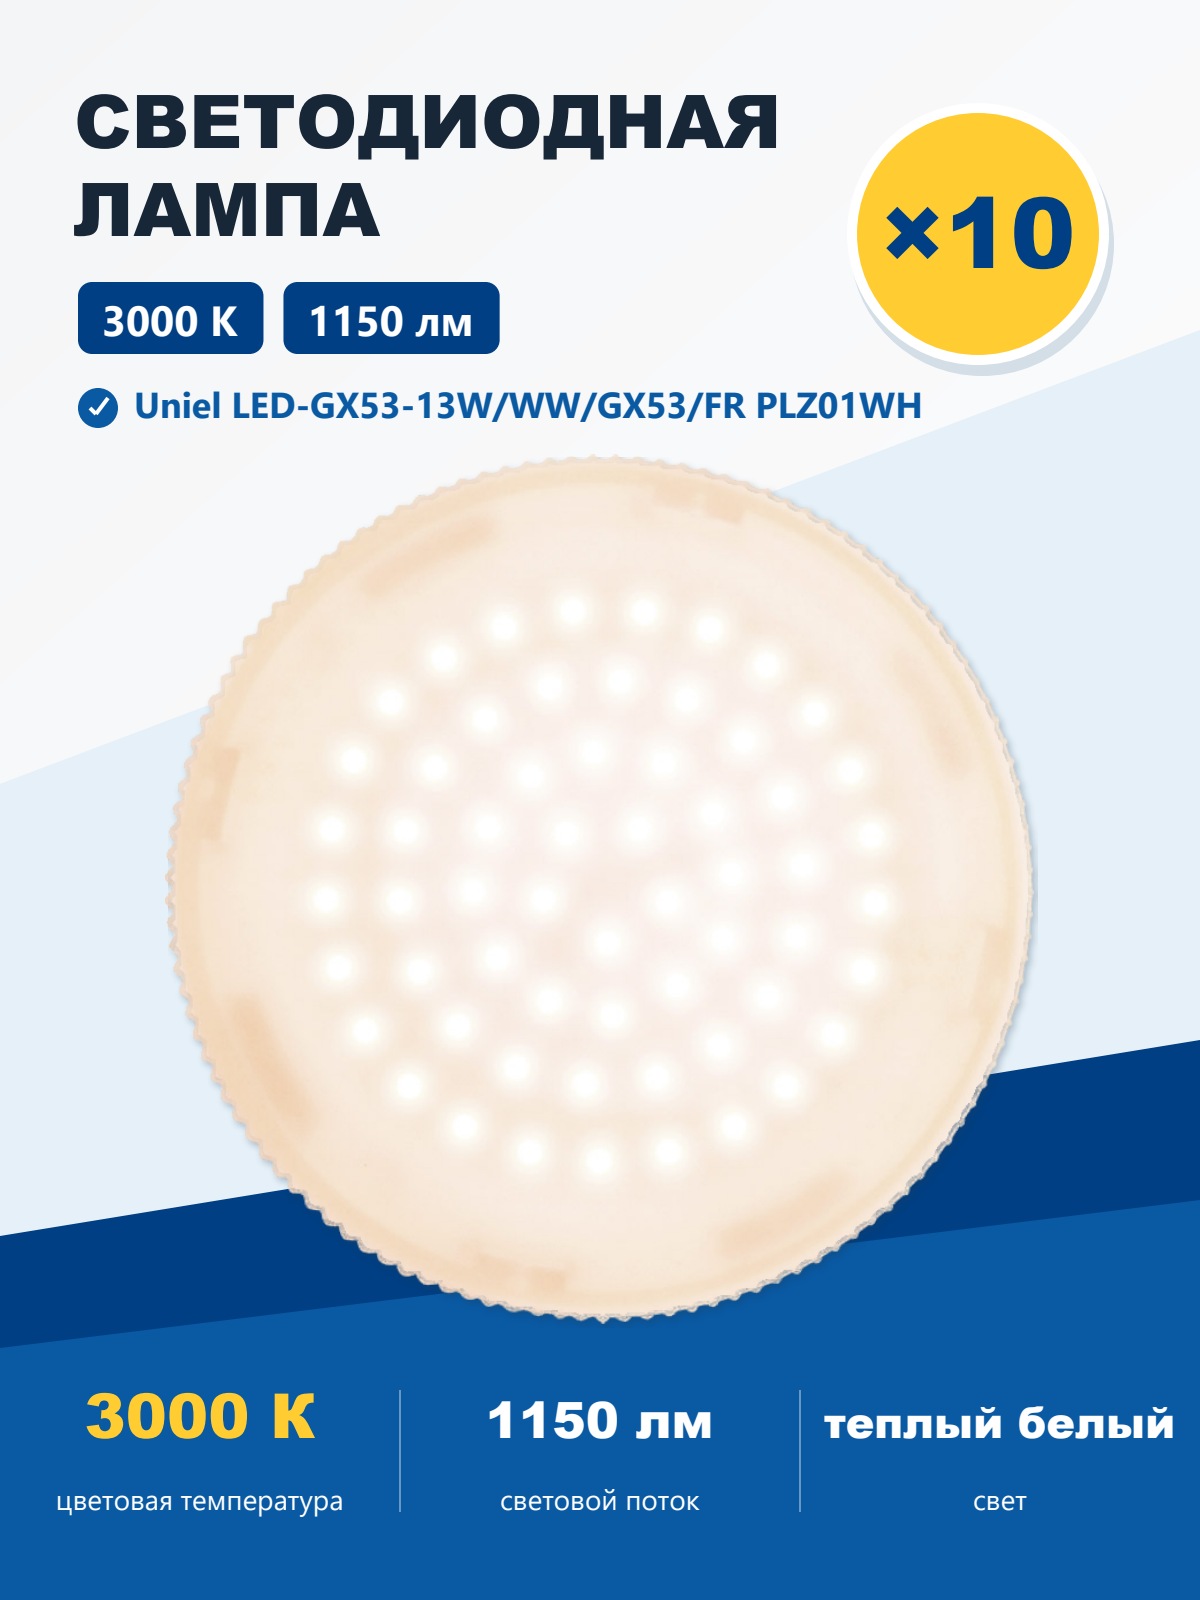 СВЕТОДИОДНАЯ
ЛАМПА
×10
3000 К
1150 лм
Uniel LED-GX53-13W/WW/GX53/FR PLZ01WH
3000 К
1150 лм
теплый белый
цветовая температура
световой поток
свет